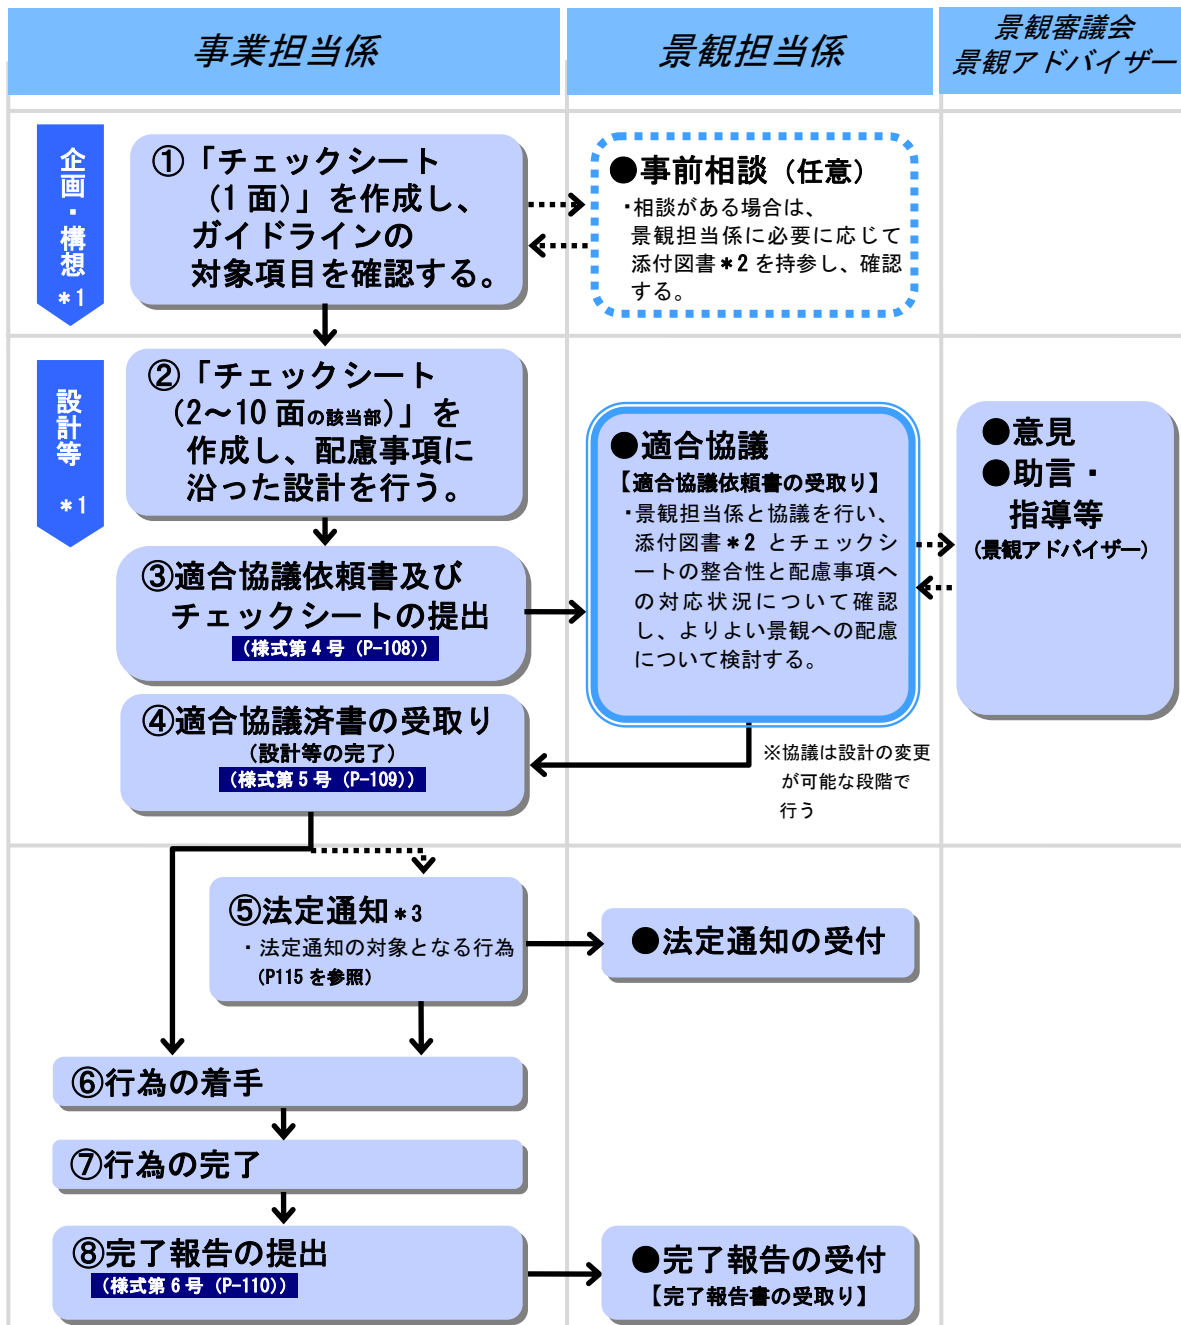 事業担当係
景観担当係
景観審議会
景観アドバイザー
企画・構想
＊1
①「チェックシート
（1面）」を作成し、
ガイドラインの
対象項目を確認する。
●事前相談（任意）
・相談がある場合は、
景観担当係に必要に応じて
添付図書＊2を持参し、確認
する。
設計等
＊1
②「チェックシート
（2～10面の該当部）」を
作成し、配慮事項に
沿った設計を行う。
③適合協議依頼書及び
チェックシートの提出
（様式第4号（P-108））
●適合協議
【適合協議依頼書の受取り】
・景観担当係と協議を行い、
添付図書＊2 とチェックシ
ートの整合性と配慮事項へ
の対応状況について確認
し、よりよい景観への配慮
について検討する。
●意見
●助言・
指導等
（景観アドバイザー）
④適合協議済書の受取り
（設計等の完了）
（様式第5号（P-109））
※協議は設計の変更
が可能な段階で
行う
⑤法定通知＊3
・法定通知の対象となる行為
（P115を参照）
●法定通知の受付
⑥行為の着手
⑦行為の完了
⑧完了報告の提出
（様式第6号（P-110））
●完了報告の受付
【完了報告書の受取り】